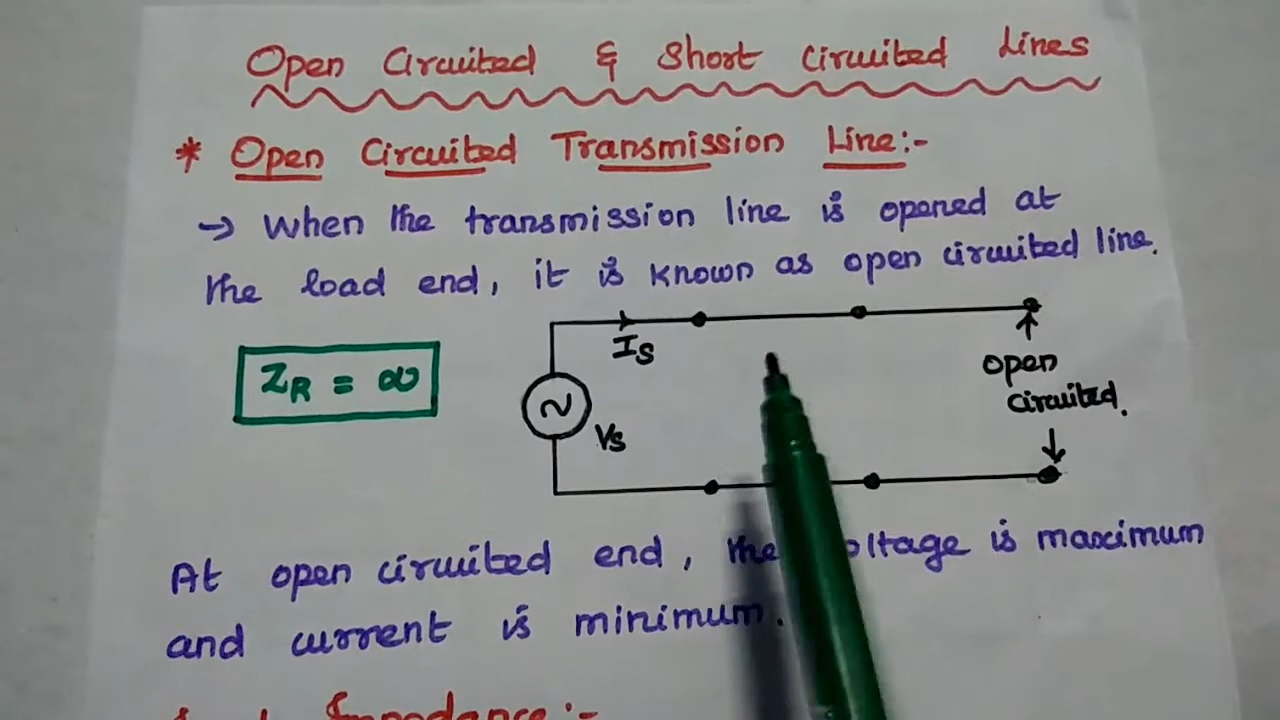 Open Circuited & Short Circuited Lines
* Open Circuited Transmission Line:-
→ When the transmission line is opened at
the load end, it is known as open circuited line.
Is
ZR = ∞
Vs
Open
Circuited.
At open circuited end, the voltage is maximum
and current is minimum.
Impedance:-